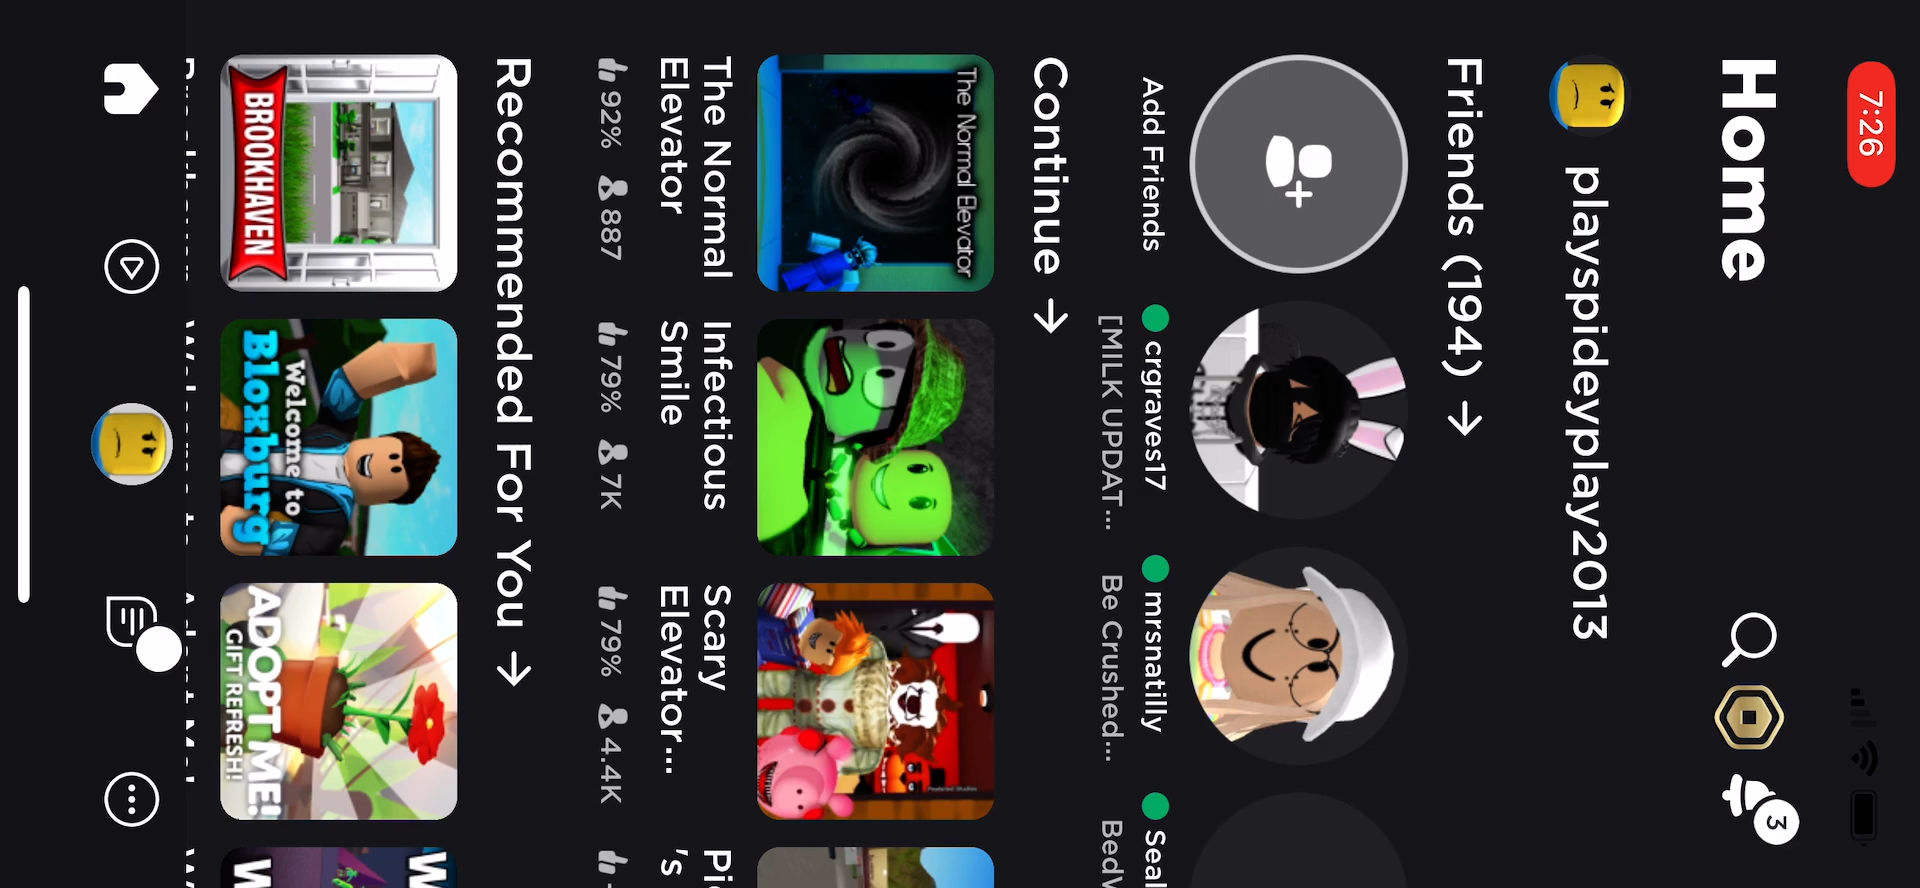 7:26
Home
3
playspideyplay2013
Friends (194)
Add Friends
crgraves17
[MILK UPDAT...
mrsnatilly
Be Crushed...
Seal
BedW
Continue
The Normal Elevator
The Normal
Elevator
92% 887
Infectious
Smile
79% 7K
Scary
Elevator...
79% 4.4K
's
Recommended For You
BROOKHAVEN
Welcome to
Bloxburg
ADOPT ME!
GIFT REFRESH!